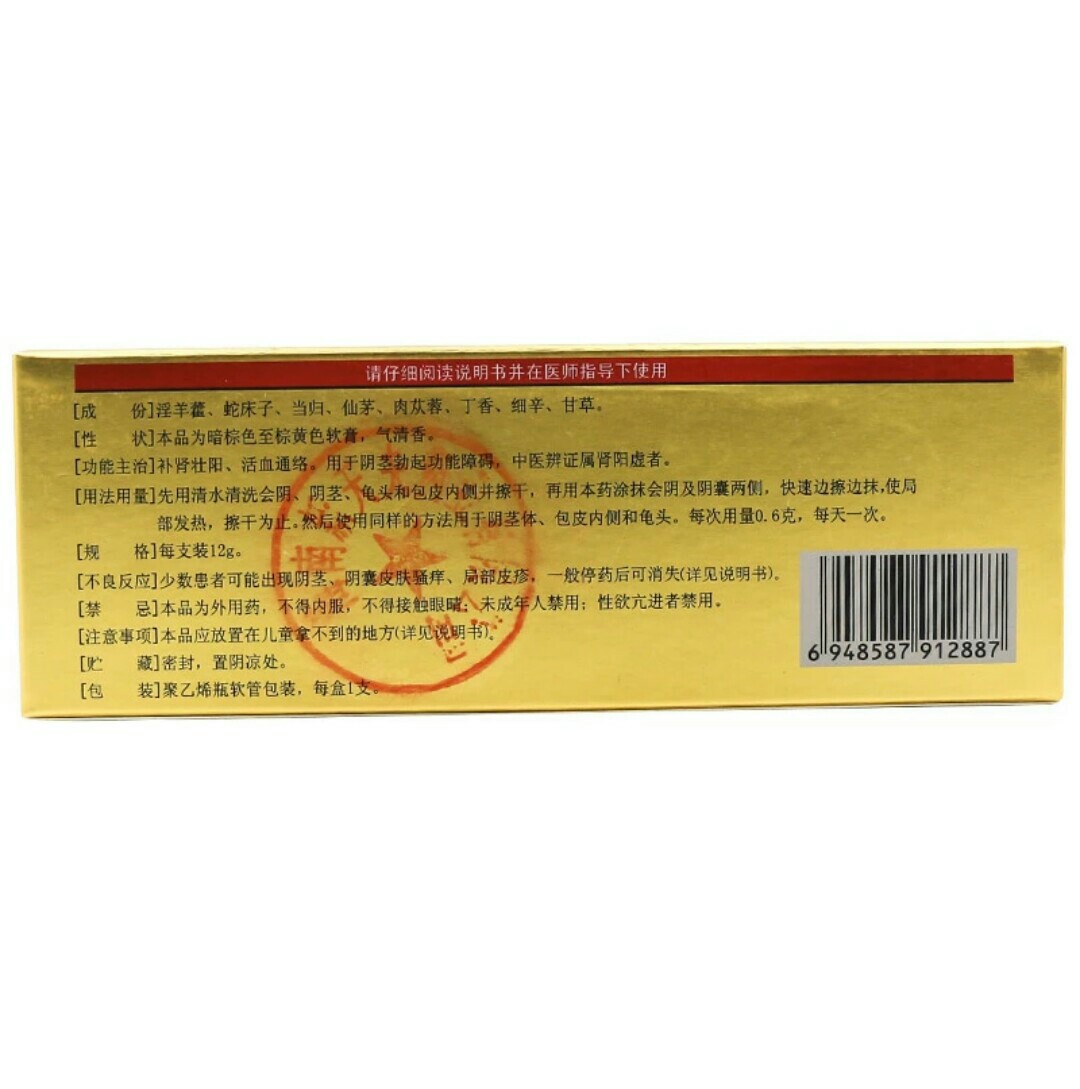 请仔细阅读说明书并在医师指导下使用
[成 份]淫羊藿、蛇床子、当归、仙茅、肉苁蓉、丁香、细辛、甘草。
[性 状]本品为暗棕色至棕黄色软膏，气清香。
[功能主治]补肾壮阳、活血通络。用于阴茎勃起功能障碍，中医辨证属肾阳虚者。
[用法用量]先用清水清洗会阴、阴茎、龟头和包皮内侧并擦干，再用本药涂抹会阴及阴囊两侧，快速边擦边抹,使局
部发热，擦干为止。然后使用同样的方法用于阴茎体、包皮内侧和龟头。每次用量0.6克，每天一次。
[规 格]每支装12g。
[不良反应]少数患者可能出现阴茎、阴囊皮肤骚痒、局部皮疹，一般停药后可消失(详见说明书)。
[禁 忌]本品为外用药，不得内服，不得接触眼睛；未成年人禁用；性欲亢进者禁用。
[注意事项]本品应放置在儿童拿不到的地方(详见说明书)。
[贮 藏]密封，置阴凉处。
[包 装]聚乙烯瓶软管包装，每盒1支。
6 948587 912887